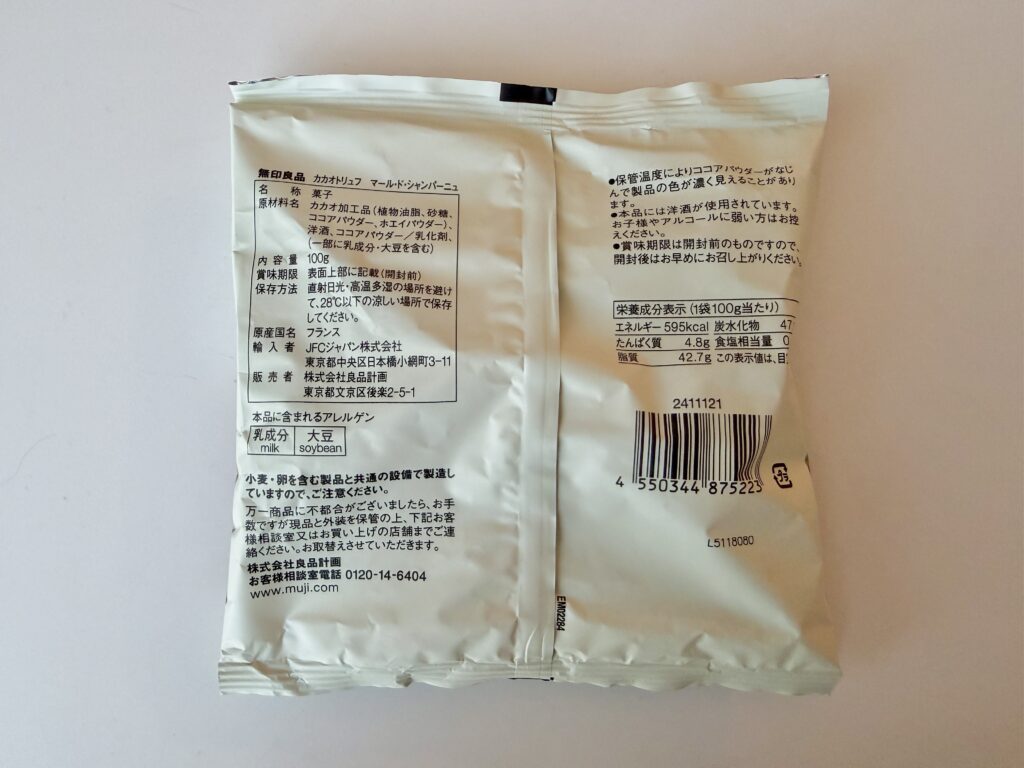 無印良品 カカオトリュフ マール・ド・シャンパーニュ
名称 菓子
原材料名 カカオ加工品(植物油脂、砂糖、
ココアパウダー、ホエイパウダー)、
洋酒、ココアパウダー/乳化剤、
(一部に乳成分・大豆を含む)
内容量 100g
賞味期限 表面上部に記載(開封前)
保存方法 直射日光・高温多湿の場所を避け
て、28℃以下の涼しい場所で保存
してください。
原産国名 フランス
輸入者 JFCジャパン株式会社
東京都中央区日本橋小網町3-11
販売者 株式会社良品計画
東京都文京区後楽2-5-1
本品に含まれるアレルゲン
乳成分 大豆
milk soybean
小麦・卵を含む製品と共通の設備で製造し
ていますので、ご注意ください。
万一商品に不都合がございましたら、お手
数ですが現品と外装を保管の上、下記お客
様相談室又はお買い上げの店舗までご連
絡ください。お取替えさせていただきます。
株式会社良品計画
お客様相談室電話 0120-14-6404
www.muji.com
●保管温度によりココアパウダーがなじ
んで製品の色が濃く見えることがあり
ます。
●本品には洋酒が使用されています。
お子様やアルコールに弱い方はお控
えください。
●賞味期限は開封前のものですので、
開封後はお早めにお召し上がりください。
栄養成分表示(1袋100g当たり)
エネルギー 595kcal 炭水化物 47
たんぱく質 4.8g 食塩相当量 0
脂質 42.7g この表示値は、目
2411121
4 550344 875223
L5118080
EM02284